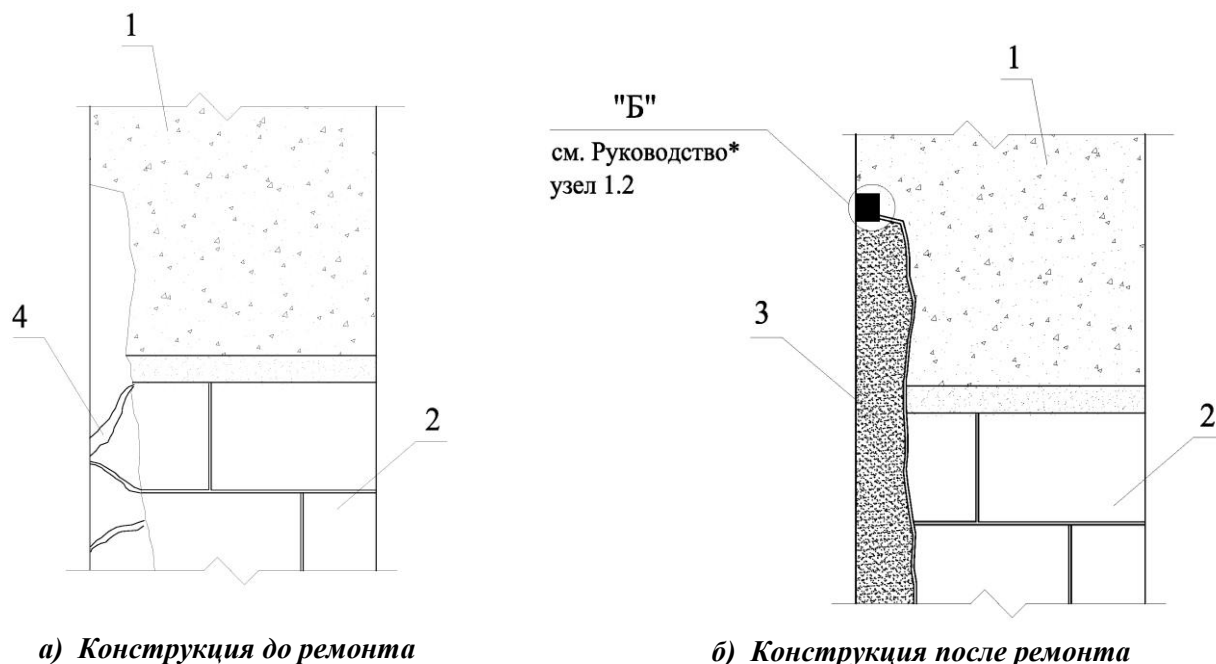 1
4
2
а) Конструкция до ремонта
"Б"
см. Руководство*
узел 1.2
1
3
2
б) Конструкция после ремонта